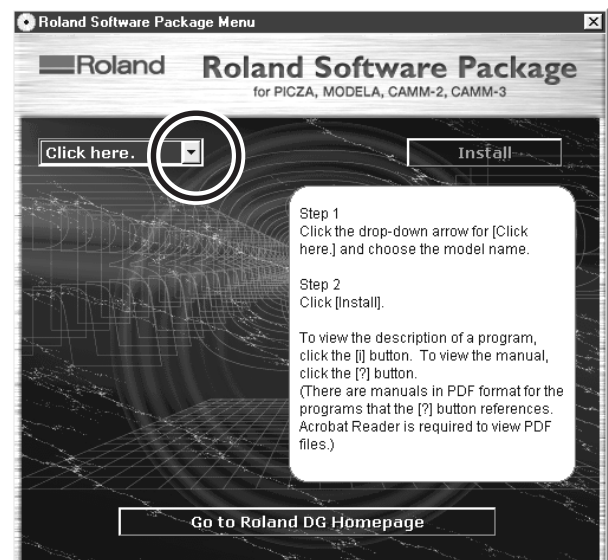 Roland Software Package Menu
Roland
Roland Software Package
for PICZA, MODELA, CAMM-2, CAMM-3
Click here.
Install
Step 1
Click the drop-down arrow for [Click
here.] and choose the model name.
Step 2
Click [Install].
To view the description of a program,
click the [i] button.  To view the manual,
click the [?] button.
(There are manuals in PDF format for the
programs that the [?] button references.
Acrobat Reader is required to view PDF
files.)
Go to Roland DG Homepage